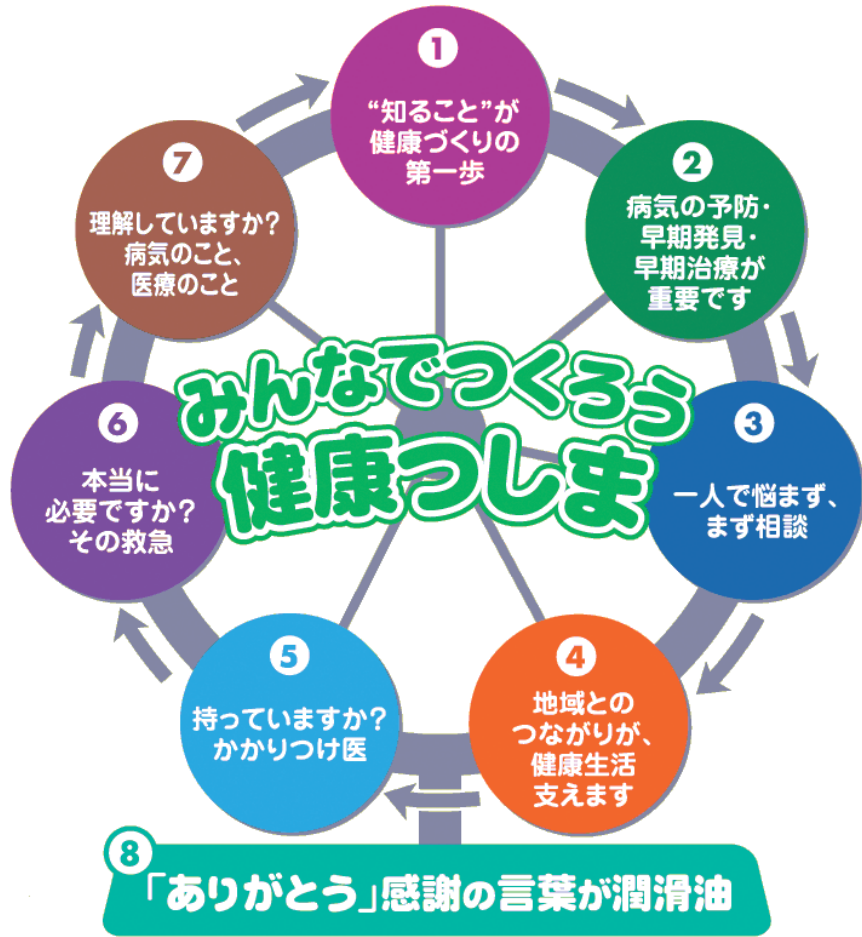 1
“知ること”が
健康づくりの
第一歩
2
病気の予防・
早期発見・
早期治療が
重要です
3
一人で悩まず、
まず相談
4
地域との
つながりが、
健康生活
支えます
5
持っていますか?
かかりつけ医
6
本当に
必要ですか?
その救急
7
理解していますか?
病気のこと、
医療のこと
みんなでつくろう
健康つしま
8
「ありがとう」感謝の言葉が潤滑油